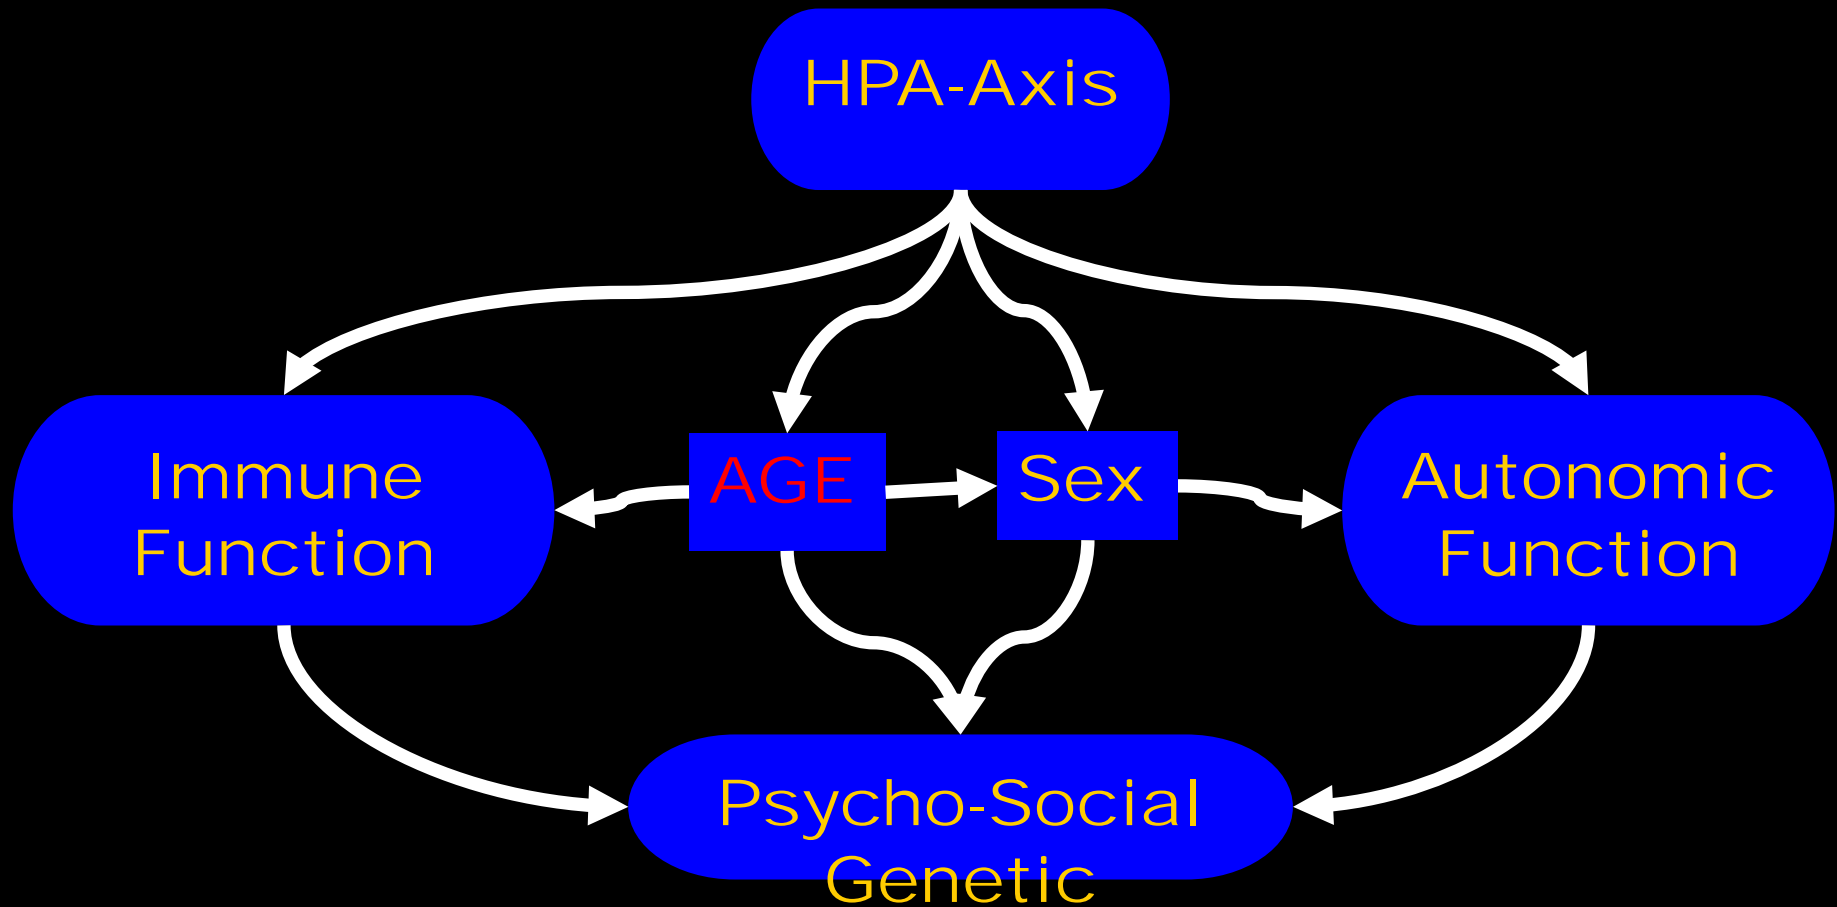 HPA-Axis
Immune
Function
AGE
Sex
Autonomic
Function
Psycho-Social
Genetic